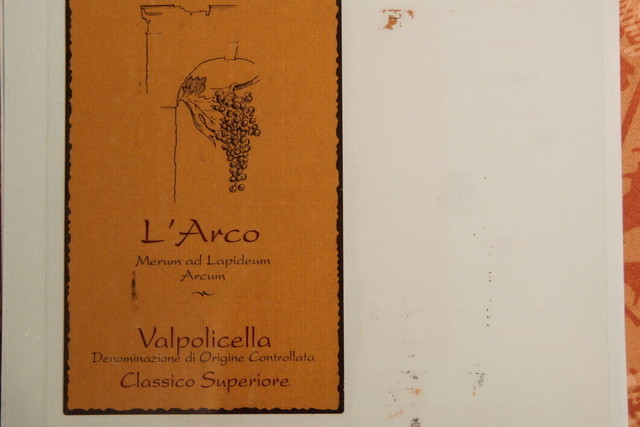 L'Arco
Merum ad Lapideum
Arcum
Valpolicella
Denominazione di Origine Controllata
Classico Superiore